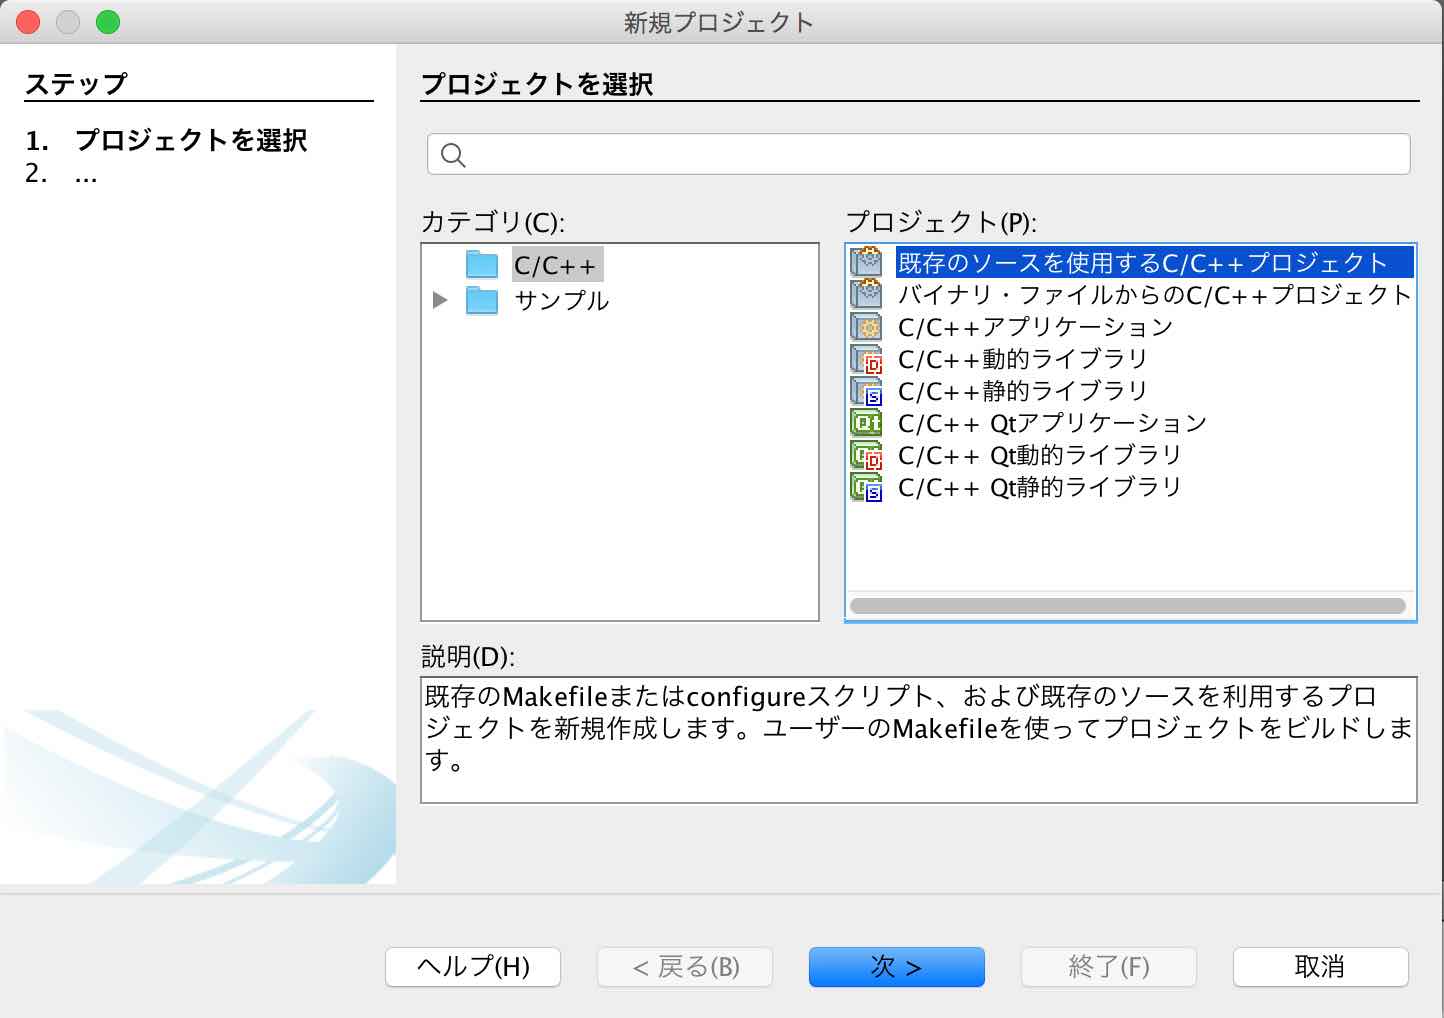 新規プロジェクト
ステップ
1. プロジェクトを選択
2. ...
プロジェクトを選択
カテゴリ(C):
C/C++
サンプル
プロジェクト(P):
既存のソースを使用するC/C++プロジェクト
バイナリ・ファイルからのC/C++プロジェクト
C/C++アプリケーション
C/C++動的ライブラリ
C/C++静的ライブラリ
C/C++ Qtアプリケーション
C/C++ Qt動的ライブラリ
C/C++ Qt静的ライブラリ
説明(D):
既存のMakefileまたはconfigureスクリプト、および既存のソースを利用するプロ
ジェクトを新規作成します。ユーザーのMakefileを使ってプロジェクトをビルドしま
す。
ヘルプ(H)
< 戻る(B)
次 >
終了(F)
取消